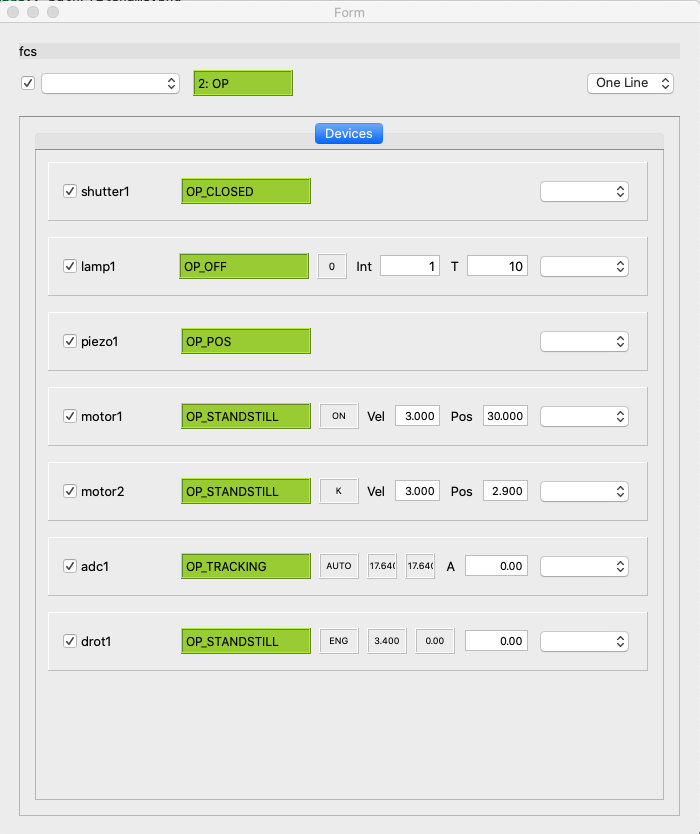 Form
fcs
2: OP One Line
Devices
shutter1 OP_CLOSED
lamp1 OP_OFF 0 Int 1 T 10
piezo1 OP_POS
motor1 OP_STANDSTILL ON Vel 3.000 Pos 30.000
motor2 OP_STANDSTILL K Vel 3.000 Pos 2.900
adc1 OP_TRACKING AUTO 17.640 17.640 A 0.00
drot1 OP_STANDSTILL ENG 3.400 0.00 0.00